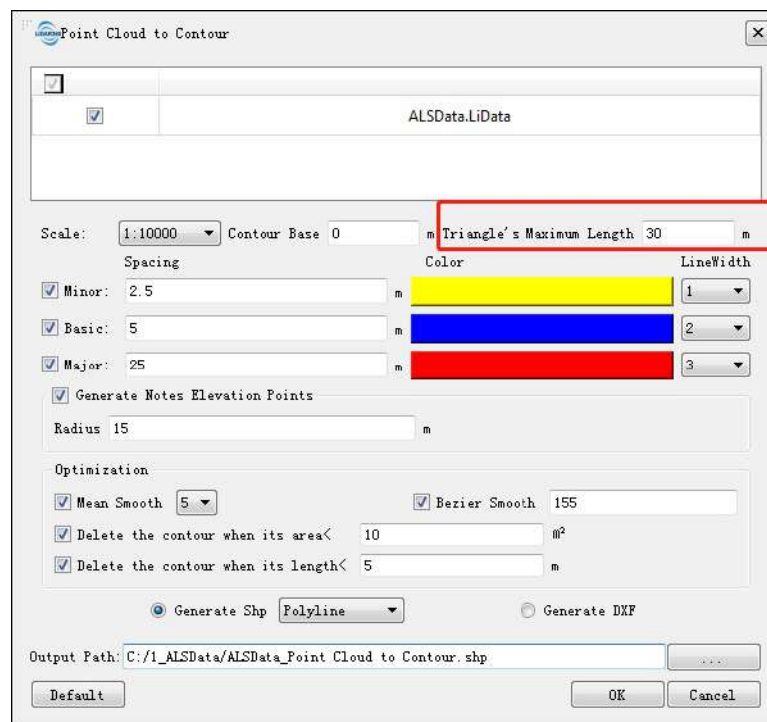 Point Cloud to Contour
ALSData.LiData
Scale: 1:10000 Contour Base 0 m Triangle's Maximum Length 30 m
Spacing Color LineWidth
Minor: 2.5 m 1
Basic: 5 m 2
Major: 25 m 3
Generate Notes Elevation Points
Radius 15 m
Optimization
Mean Smooth 5 Bezier Smooth 155
Delete the contour when its area< 10 m²
Delete the contour when its length< 5 m
Generate Shp Polyline Generate DXF
Output Path: C:/1_ALSData/ALSData_Point Cloud to Contour.shp ...
Default OK Cancel